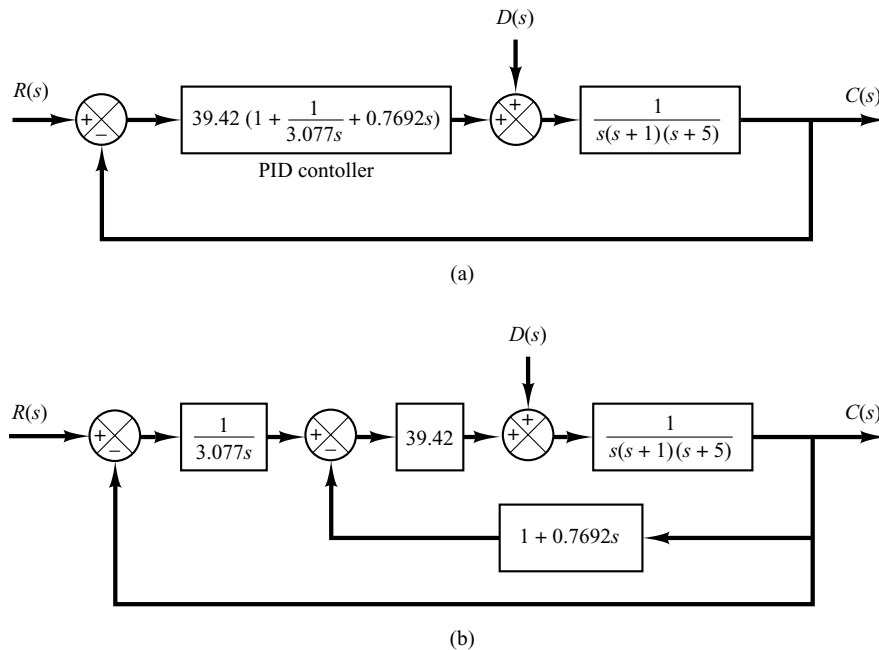 D(s)
R(s)
C(s)
+
−
39.42 (1 + 1/3.077s + 0.7692s)
+
+
1/s(s + 1)(s + 5)
PID contoller
(a)
D(s)
R(s)
C(s)
+
−
1/3.077s
+
−
39.42
+
+
1/s(s + 1)(s + 5)
1 + 0.7692s
(b)